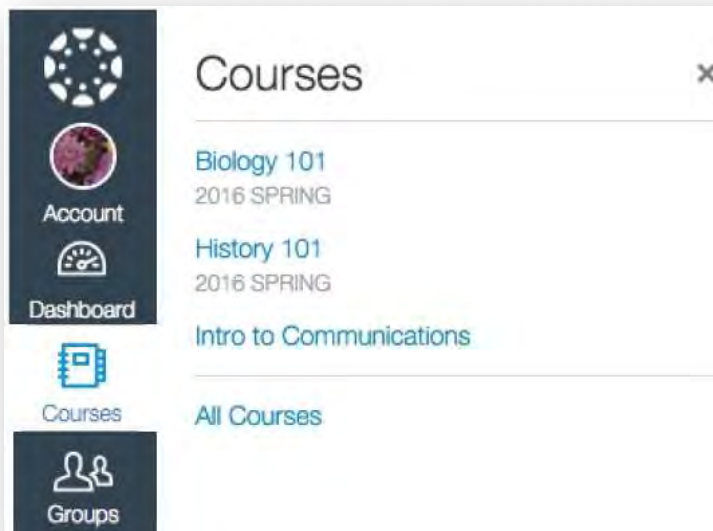 Account
Dashboard
Courses
Groups
Courses
×
Biology 101
2016 SPRING
History 101
2016 SPRING
Intro to Communications
All Courses